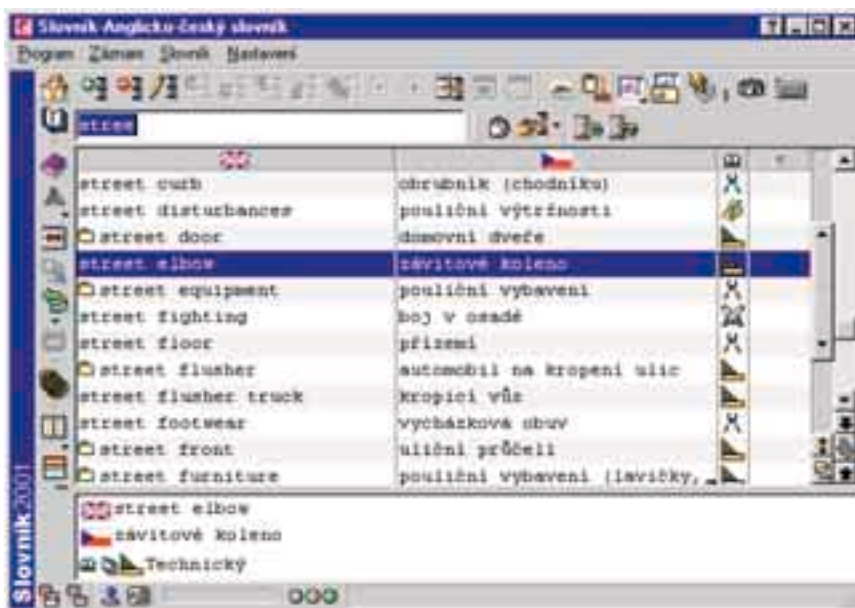 Slovník Anglicko-český slovník
Program Záznam Slovník Nastavení
stree
street curb obrubník (chodníku)
street disturbances pouliční výtržnosti
street door domovní dveře
street elbow závitové koleno
street equipment pouliční vybavení
street fighting boj v osadě
street floor přízemí
street flusher automobil na kropení ulic
street flusher truck kropicí vůz
street footwear vycházková obuv
street front uliční průčelí
street furniture pouliční vybavení (lavičky,
street elbow
závitové koleno
Technický
Slovník 2001